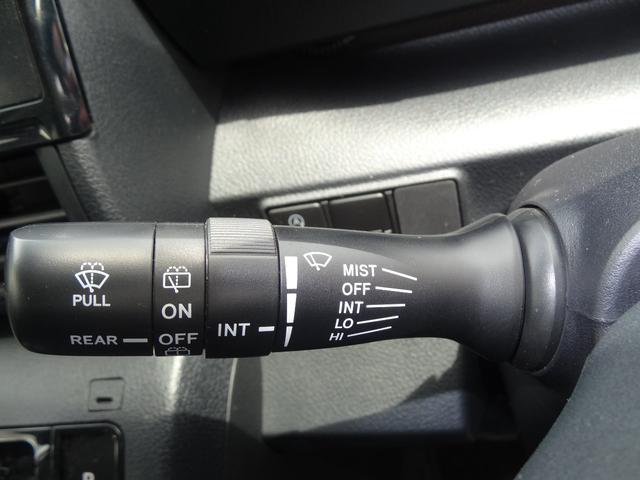 PULL
REAR
ON
OFF
INT
MIST
OFF
INT
LO
HI